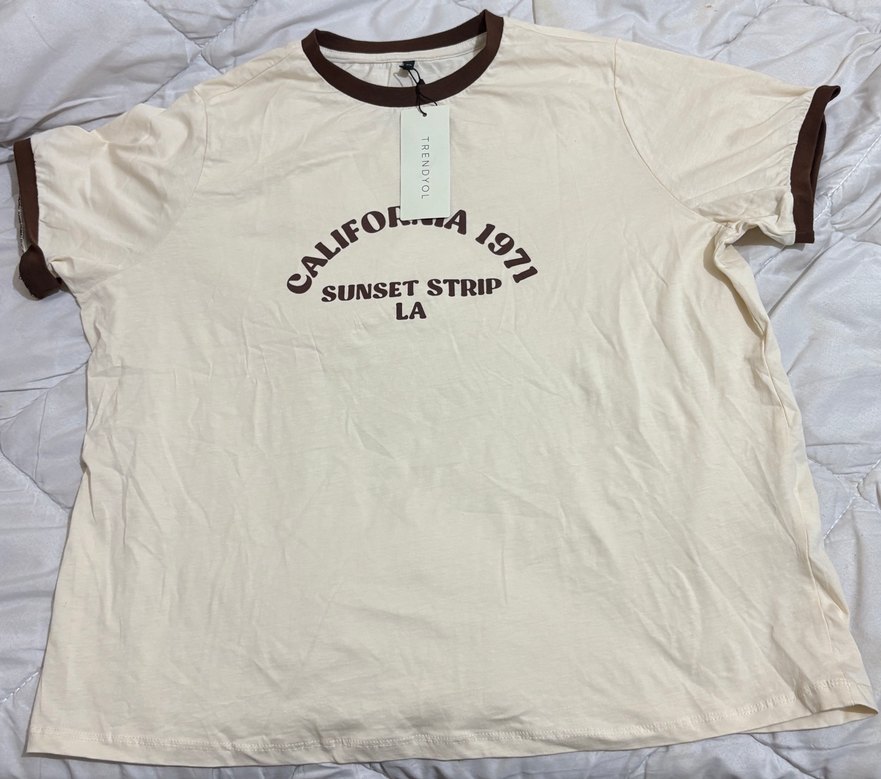 TRENDYOL
CALIFORNIA 1971
SUNSET STRIP
LA